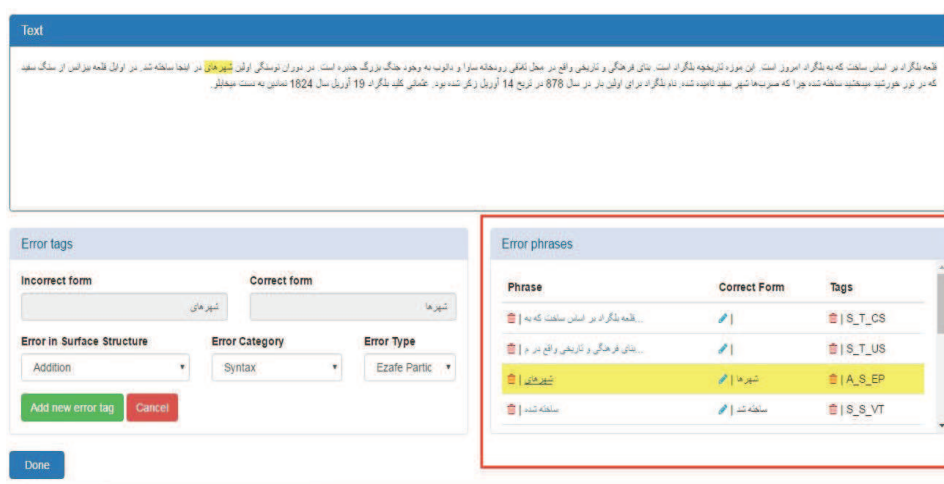 Text
قلعه بلگراد بر اساس ساخت که به بلگراد امروز است. این موزه تاریخچه بلگراد است. بنای فرهنگی و تاریخی واقع در محل تلاقی رودخانه ساوا و دانوب به وجود جنگ بزرگ جنبره است. در دوران نوسنگی اولین شهرهای در اینجا ساخته شد. در اوایل قلعه بیزانس از سنگ سفید
که در نور خورشید میدخشید ساخته شده چرا که صرب‌ها شهر سفید نامیده شده. نام بلگراد برای اولین بار در سال 878 در تریخ 14 آوریل زکر شده بود. عثمانی کلید بلگراد 19 آوریل سال 1824 نمادین به دست میخایلو.
Error tags
Error phrases
Incorrect form Correct form
شهرهای شهرها
Phrase Correct Form Tags
...قلعه بلگراد بر اساس ساخت که به | | | S_T_CS
Error in Surface Structure Error Category Error Type
...بنای فرهنگی و تاریخی واقع در م | | | S_T_US
Addition Syntax Ezafe Partic
شهرهای | شهرها | | A_S_EP
Add new error tag Cancel
ساخته شده | ساخته شد | | S_S_VT
Done